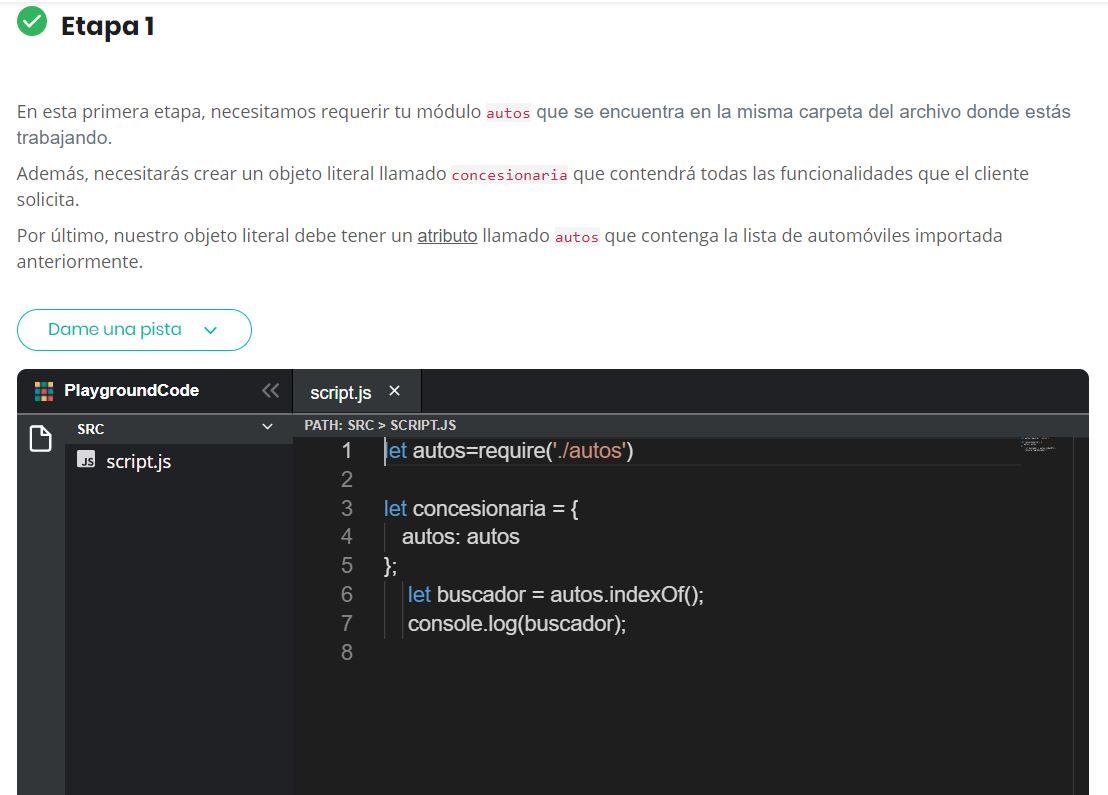 Etapa 1
En esta primera etapa, necesitamos requerir tu módulo autos que se encuentra en la misma carpeta del archivo donde estás
trabajando.
Además, necesitarás crear un objeto literal llamado concesionaria que contendrá todas las funcionalidades que el cliente
solicita.
Por último, nuestro objeto literal debe tener un atributo llamado autos que contenga la lista de automóviles importada
anteriormente.
Dame una pista
PlaygroundCode
script.js ×
SRC
PATH: SRC > SCRIPT.JS
JS script.js
1 let autos=require('./autos')
2
3 let concesionaria = {
4 autos: autos
5 };
6 let buscador = autos.indexOf();
7 console.log(buscador);
8